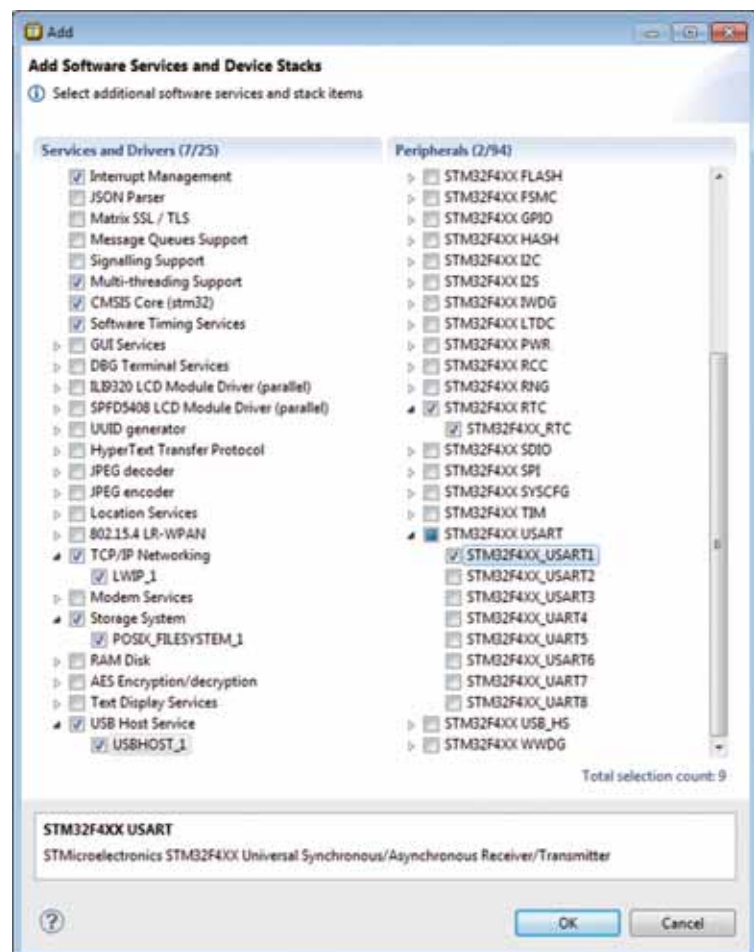 Add
Add Software Services and Device Stacks
Select additional software services and stack items
Services and Drivers (7/25)
Interrupt Management
JSON Parser
Matrix SSL / TLS
Message Queues Support
Signalling Support
Multi-threading Support
CMSIS Core (stm32)
Software Timing Services
GUI Services
DBG Terminal Services
ILI9320 LCD Module Driver (parallel)
SPFD5408 LCD Module Driver (parallel)
UUID generator
HyperText Transfer Protocol
JPEG decoder
JPEG encoder
Location Services
802.15.4 LR-WPAN
TCP/IP Networking
LWIP_1
Modem Services
Storage System
POSIX_FILESYSTEM_1
RAM Disk
AES Encryption/decryption
Text Display Services
USB Host Service
USBHOST_1
Peripherals (2/94)
STM32F4XX FLASH
STM32F4XX FSMC
STM32F4XX GPIO
STM32F4XX HASH
STM32F4XX I2C
STM32F4XX I2S
STM32F4XX IWDG
STM32F4XX LTDC
STM32F4XX PWR
STM32F4XX RCC
STM32F4XX RNG
STM32F4XX RTC
STM32F4XX_RTC
STM32F4XX SDIO
STM32F4XX SPI
STM32F4XX SYSCFG
STM32F4XX TIM
STM32F4XX USART
STM32F4XX_USART1
STM32F4XX_USART2
STM32F4XX_USART3
STM32F4XX_UART4
STM32F4XX_UART5
STM32F4XX_USART6
STM32F4XX_UART7
STM32F4XX_UART8
STM32F4XX USB_HS
STM32F4XX WWDG
Total selection count: 9
STM32F4XX USART
STMicroelectronics STM32F4XX Universal Synchronous/Asynchronous Receiver/Transmitter
?
OK
Cancel